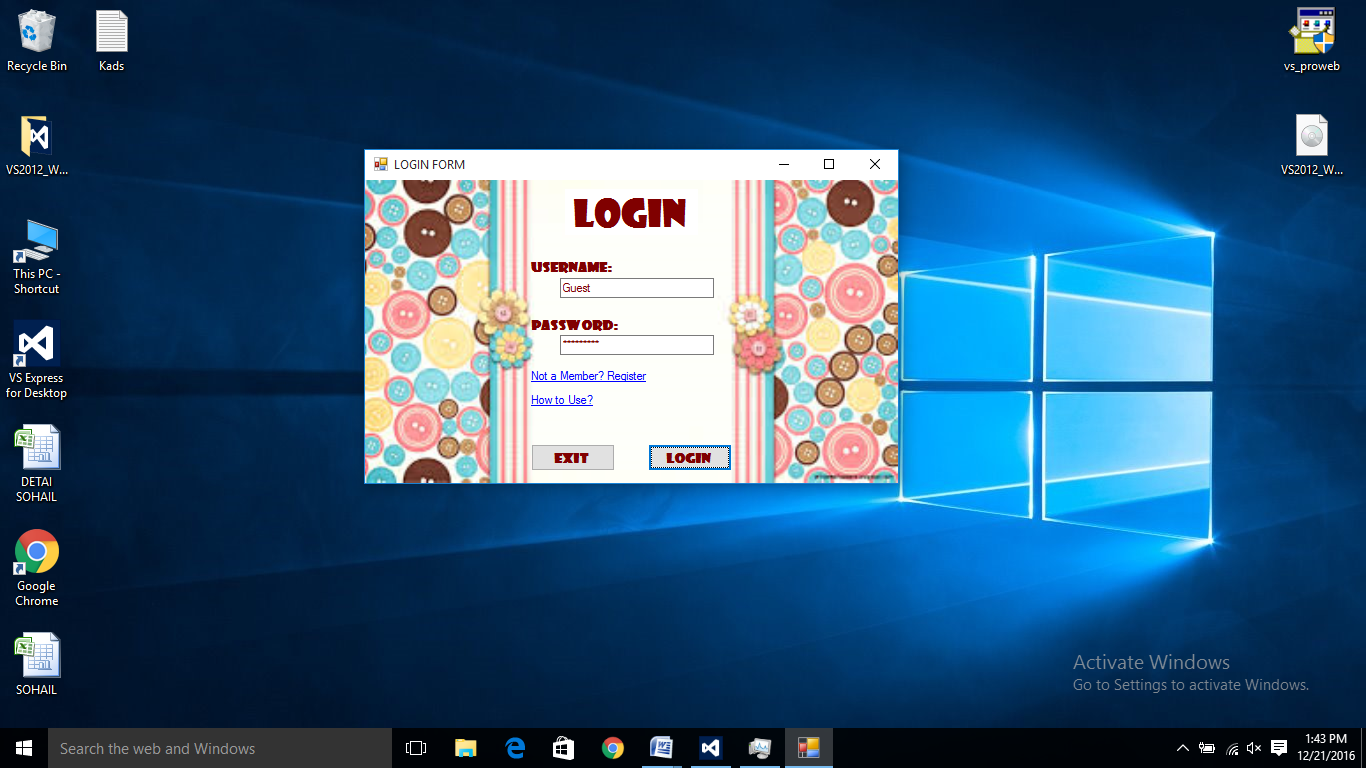 Recycle Bin
Kads
VS2012_W...
This PC -
Shortcut
VS Express
for Desktop
DETAI
SOHAIL
Google
Chrome
SOHAIL
vs_proweb
VS2012_W...
LOGIN FORM
LOGIN
USERNAME:
Guest
PASSWORD:
*********
Not a Member? Register
How to Use?
EXIT
LOGIN
Activate Windows
Go to Settings to activate Windows.
Search the web and Windows
1:43 PM
12/21/2016